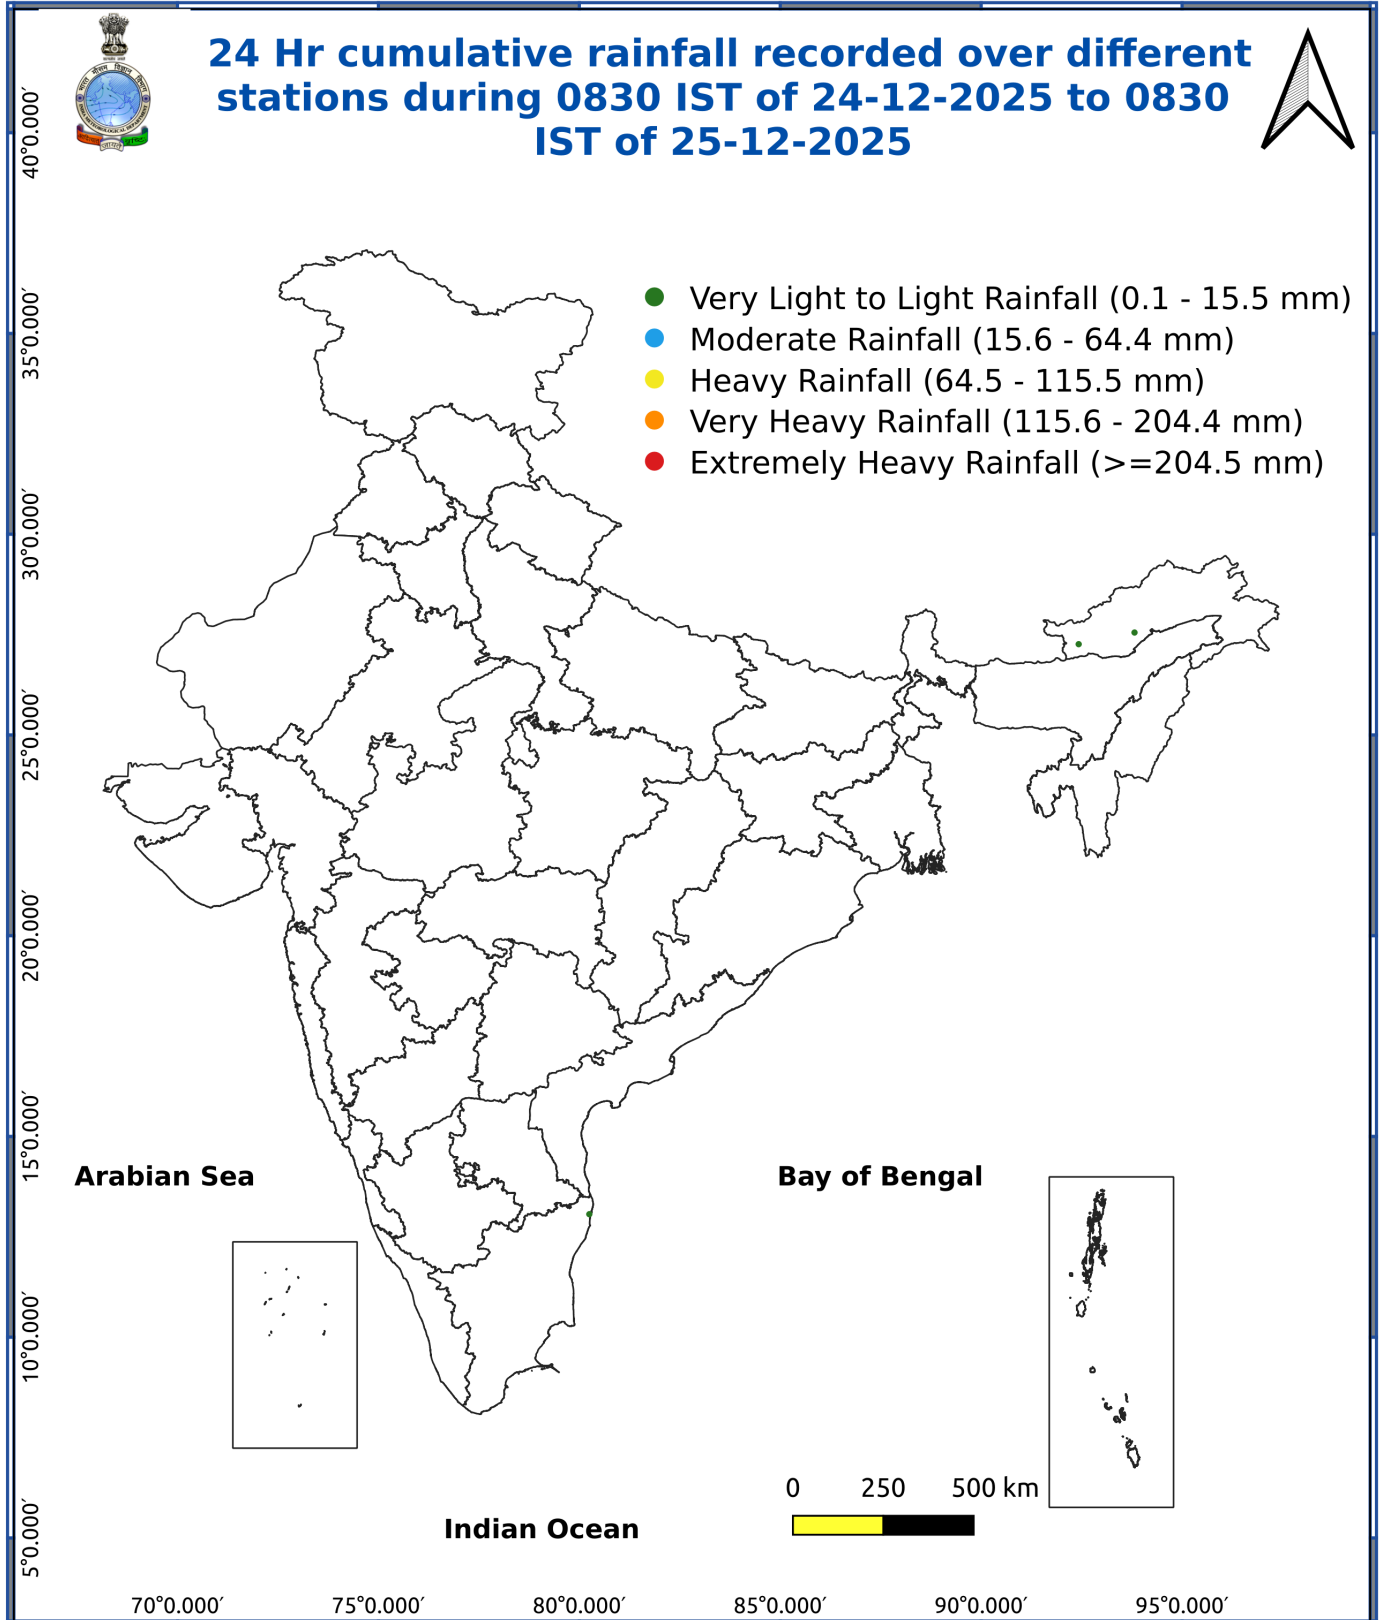 24 Hr cumulative rainfall recorded over different
stations during 0830 IST of 24-12-2025 to 0830
IST of 25-12-2025
Very Light to Light Rainfall (0.1 - 15.5 mm)
Moderate Rainfall (15.6 - 64.4 mm)
Heavy Rainfall (64.5 - 115.5 mm)
Very Heavy Rainfall (115.6 - 204.4 mm)
Extremely Heavy Rainfall (>=204.5 mm)
40°0.000′
35°0.000′
30°0.000′
25°0.000′
20°0.000′
15°0.000′
10°0.000′
5°0.000′
Arabian Sea
Bay of Bengal
0 250 500 km
Indian Ocean
70°0.000′ 75°0.000′ 80°0.000′ 85°0.000′ 90°0.000′ 95°0.000′